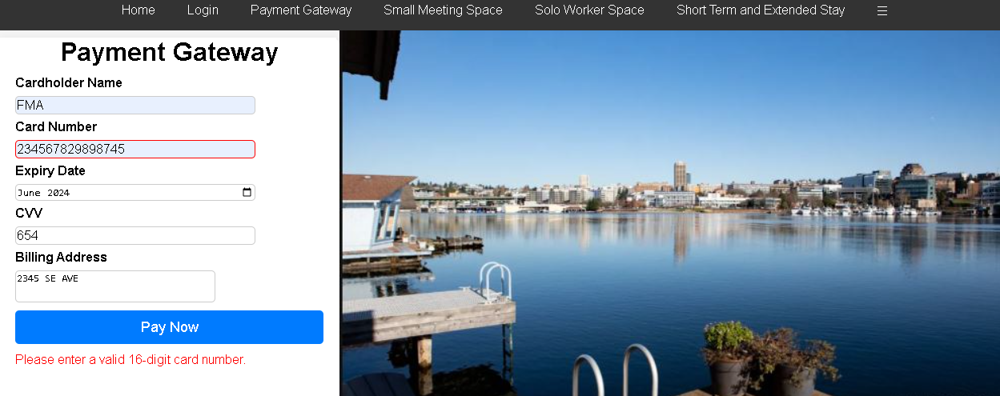 Home Login Payment Gateway Small Meeting Space Solo Worker Space Short Term and Extended Stay ☰
Payment Gateway
Cardholder Name
FMA
Card Number
234567829898745
Expiry Date
June 2024
CVV
654
Billing Address
2345 SE AVE
Pay Now
Please enter a valid 16-digit card number.